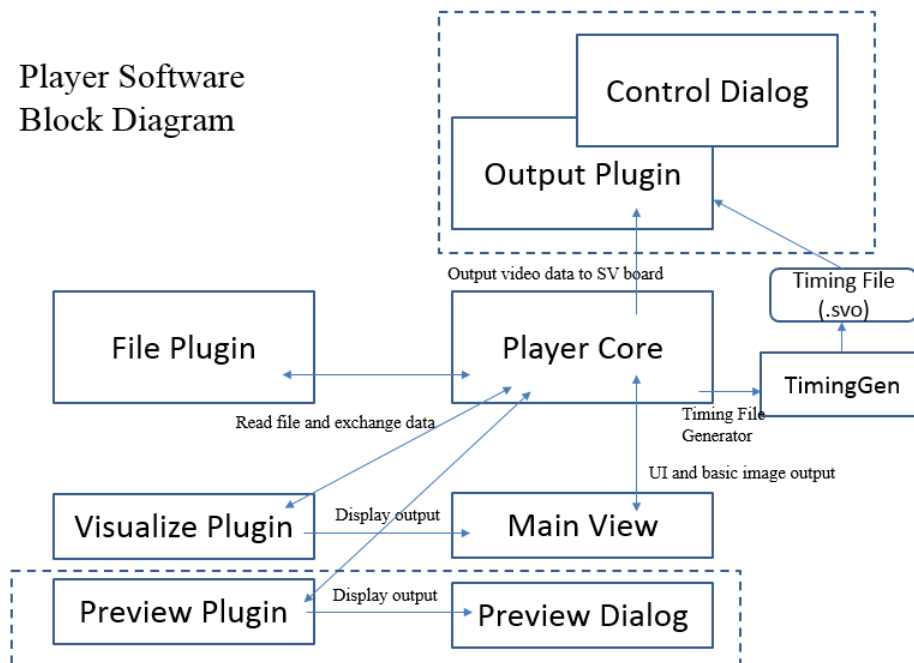 Player Software
Block Diagram
Control Dialog
Output Plugin
Output video data to SV board
Timing File
(.svo)
File Plugin
Player Core
TimingGen
Read file and exchange data
Timing File
Generator
UI and basic image output
Visualize Plugin
Display output
Main View
Preview Plugin
Display output
Preview Dialog